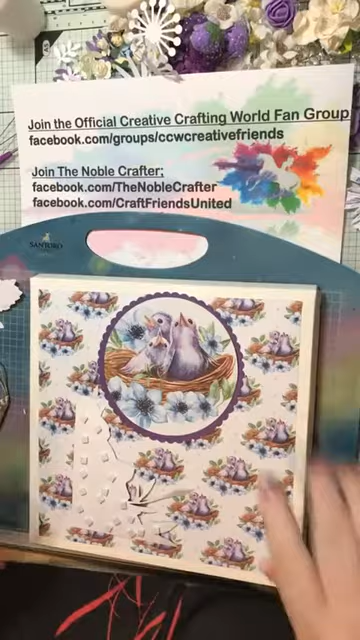 Join the Official Creative Crafting World Fan Group
facebook.com/groups/ccwcreativefriends
Join The Noble Crafter;
facebook.com/TheNobleCrafter
facebook.com/CraftFriendsUnited
SANTORO